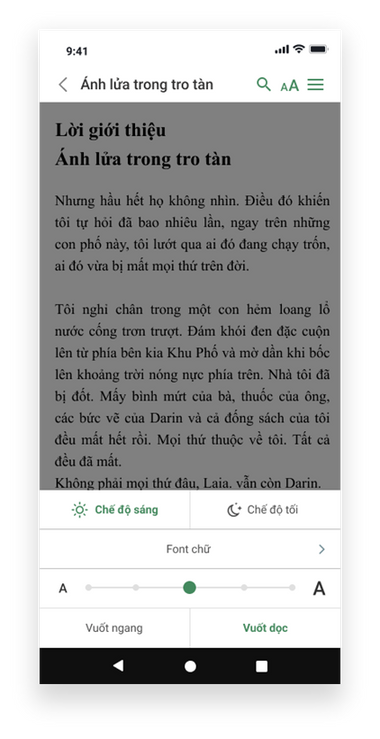 9:41
Ánh lửa trong tro tàn
AA
Lời giới thiệu
Ánh lửa trong tro tàn
Nhưng hầu hết họ không nhìn. Điều đó khiến
tôi tự hỏi đã bao nhiêu lần, ngay trên những
con phố này, tôi lướt qua ai đó đang chạy trốn,
ai đó vừa bị mất mọi thứ trên đời.
Tôi nghỉ chân trong một con hẻm loang lổ
nước cống trơn trượt. Đám khói đen đặc cuộn
lên từ phía bên kia Khu Phố và mờ dần khi bốc
lên khoảng trời nóng nực phía trên. Nhà tôi đã
bị đốt. Mấy bình mứt của bà, thuốc của ông,
các bức vẽ của Darin và cả đống sách của tôi
đều mất hết rồi. Mọi thứ thuộc về tôi. Tất cả
đều đã mất.
Không phải mọi thứ đâu, Laia. vẫn còn Darin.
Chế độ sáng
Chế độ tối
Font chữ
A A
Vuốt ngang
Vuốt dọc